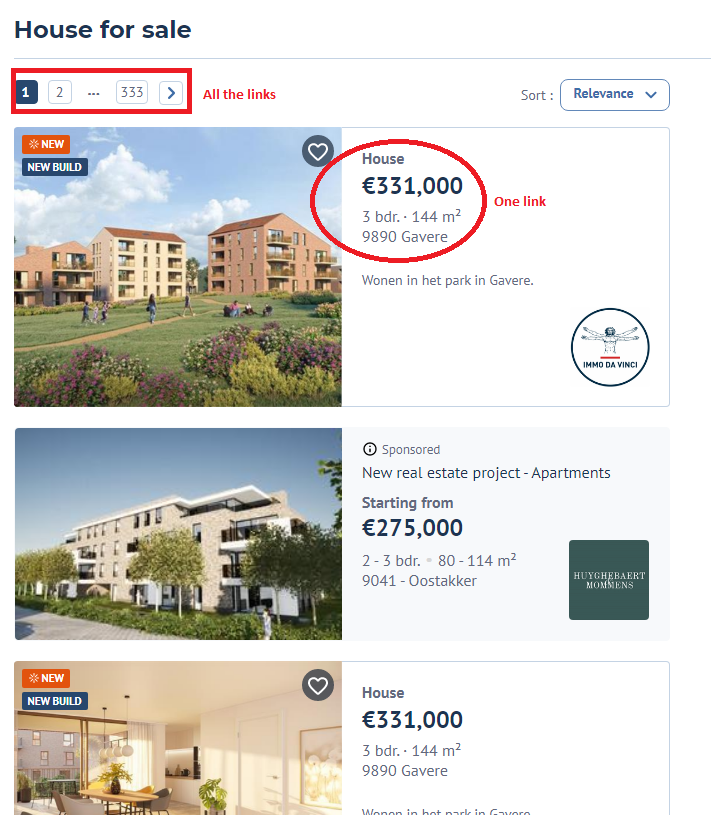 House for sale
1 2 ... 333 >
All the links
Sort : Relevance
NEW
NEW BUILD
House
€331,000
3 bdr. · 144 m²
9890 Gavere
One link
Wonen in het park in Gavere.
IMMO DA VINCI
Sponsored
New real estate project - Apartments
Starting from
€275,000
2 - 3 bdr. • 80 - 114 m²
9041 - Oostakker
HUYGHEBAERT
MOMMENS
NEW
NEW BUILD
House
€331,000
3 bdr. · 144 m²
9890 Gavere
Wonen in het park in Gavere.